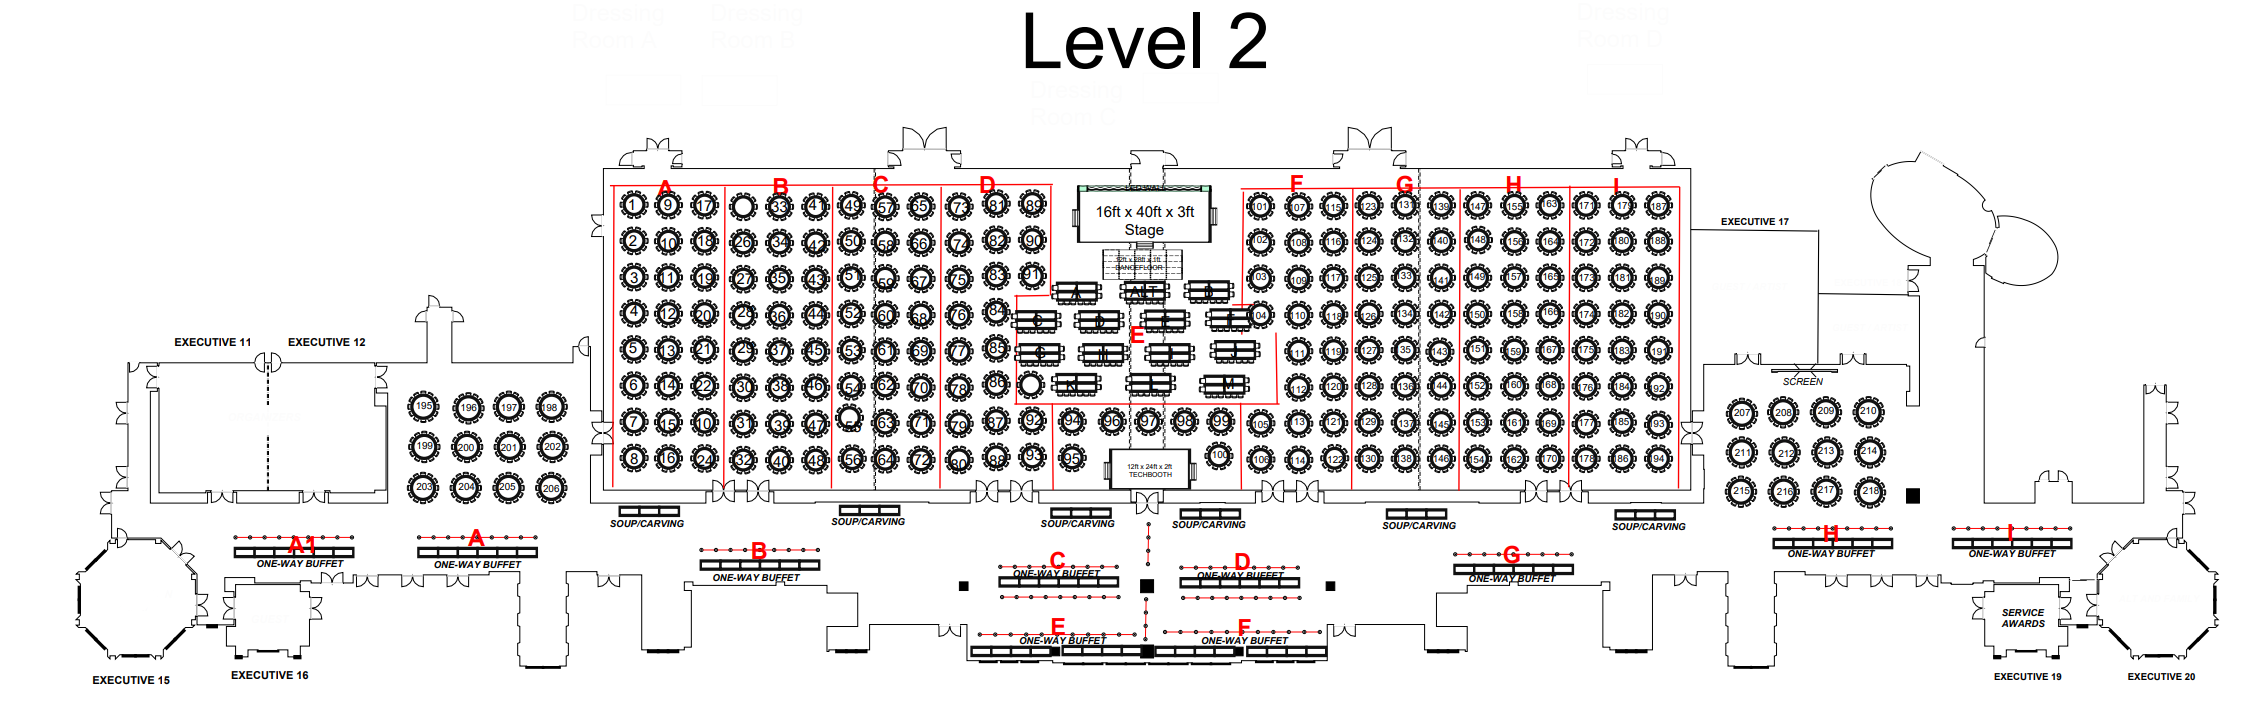 Level 2
A B C D F G H I
1 9 17 33 41 49 57 65 73 81 89
16ft x 40ft x 3ft
Stage
101 107 115 123 131 139 147 155 163 171 179 187
EXECUTIVE 17
2 10 18 26 34 42 50 58 66 74 82 90
102 108 116 124 132 140 148 156 164 172 180 188
12ft x 28ft x 1ft
DANCEFLOOR
3 11 19 27 35 43 51 59 67 75 83 91
103 109 117 125 133 141 149 157 165 173 181 189
A ALT B
4 12 20 28 36 44 52 60 68 76 84
C D E F
104 110 118 126 134 142 150 158 166 174 182 190
E
EXECUTIVE 11 EXECUTIVE 12
5 13 21 29 37 45 53 61 69 77 85
G H I J
111 119 127 135 143 151 159 167 175 183 191
6 14 22 30 38 46 54 62 70 78 86
K L M
112 120 128 136 144 152 160 168 176 184 192
SCREEN
195 196 197 198
7 15 10 31 39 47 55 63 71 79 87 92 94 96 97 98 99
105 113 121 129 137 145 153 161 169 177 185 193
207 208 209 210
199 200 201 202
8 16 24 32 40 48 56 64 72 80 88 93 95 100
106 114 122 130 138 146 154 162 170 178 186 194
211 212 213 214
12ft x 24ft x 2ft
TECHBOOTH
203 204 205 206
215 216 217 218
SOUP/CARVING SOUP/CARVING SOUP/CARVING SOUP/CARVING SOUP/CARVING SOUP/CARVING
A1 A B C D G H I
ONE-WAY BUFFET ONE-WAY BUFFET ONE-WAY BUFFET ONE-WAY BUFFET ONE-WAY BUFFET ONE-WAY BUFFET ONE-WAY BUFFET ONE-WAY BUFFET
E F
ONE-WAY BUFFET ONE-WAY BUFFET
SERVICE
AWARDS
EXECUTIVE 15 EXECUTIVE 16 EXECUTIVE 19 EXECUTIVE 20